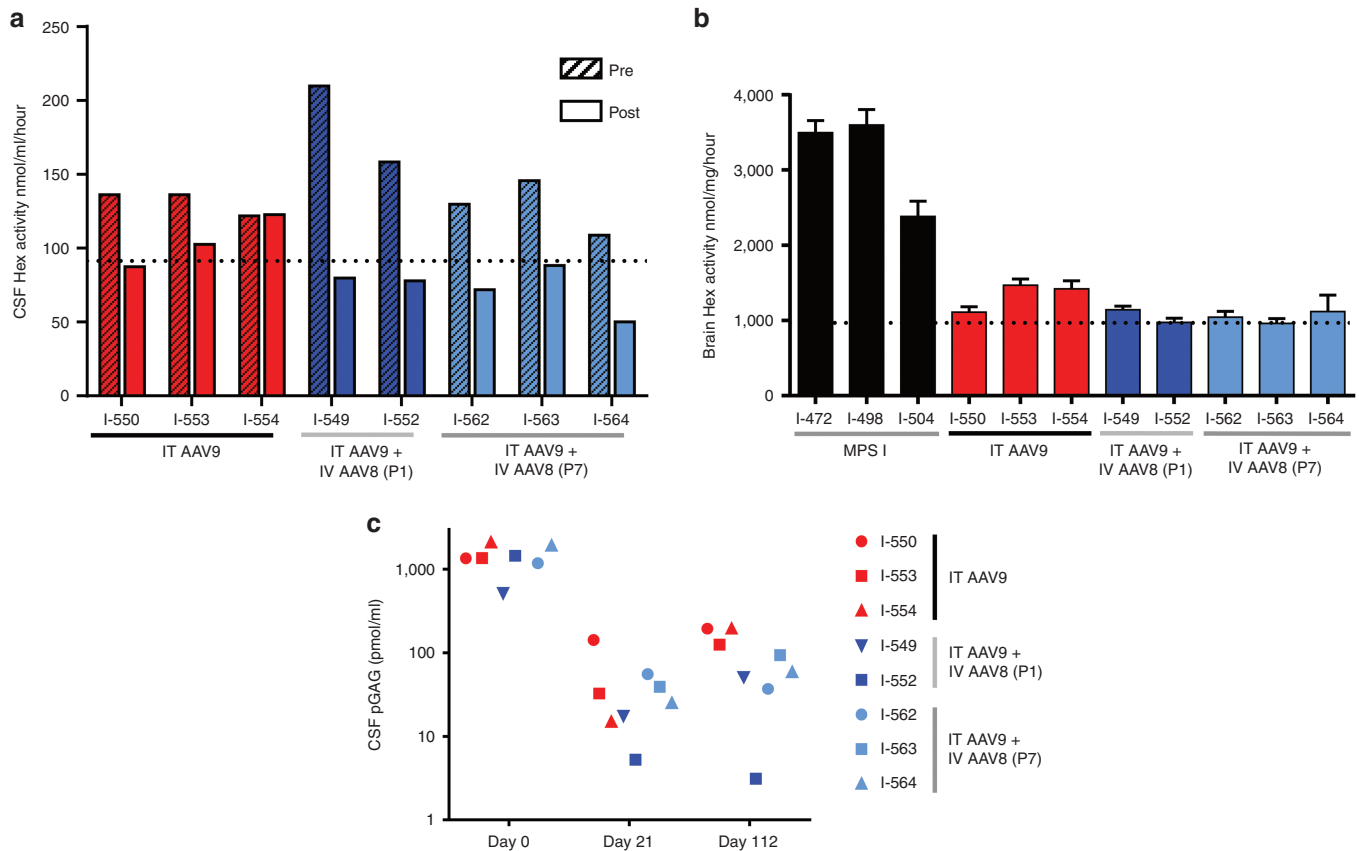 a
CSF Hex activity nmol/ml/hour
250
200
150
100
50
0
Pre
Post
I-550
I-553
I-554
I-549
I-552
I-562
I-563
I-564
IT AAV9
IT AAV9 +
IV AAV8 (P1)
IT AAV9 +
IV AAV8 (P7)
b
Brain Hex activity nmol/mg/hour
4,000
3,000
2,000
1,000
0
I-472
I-498
I-504
I-550
I-553
I-554
I-549
I-552
I-562
I-563
I-564
MPS I
IT AAV9
IT AAV9 +
IV AAV8 (P1)
IT AAV9 +
IV AAV8 (P7)
c
CSF pGAG (pmol/ml)
1,000
100
10
1
Day 0
Day 21
Day 112
I-550
I-553
I-554
IT AAV9
I-549
I-552
IT AAV9 +
IV AAV8 (P1)
I-562
I-563
I-564
IT AAV9 +
IV AAV8 (P7)